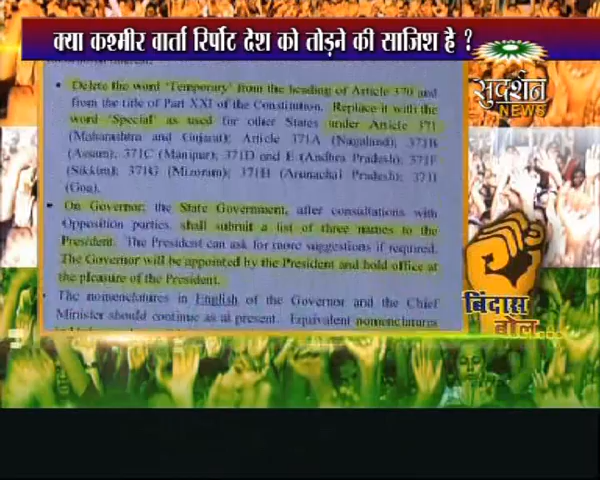 क्या कश्मीर वार्ता रिर्पोट देश को तोड़ने की साजिश है ?
सुदर्शन
NEWS
• Delete the word 'Temporary' from the heading of Article 370 and
from the title of Part XXI of the Constitution. Replace it with the
word 'Special' as used for other States under Article 371
(Maharashtra and Gujarat); Article 371A (Nagaland); 371B
(Assam); 371C (Manipur); 371D and E (Andhra Pradesh); 371F
(Sikkim); 371G (Mizoram); 371H (Arunachal Pradesh); 371I
(Goa).
• On Governor: the State Government, after consultations with
Opposition parties, shall submit a list of three names to the
President. The President can ask for more suggestions if required.
The Governor will be appointed by the President and hold office at
the pleasure of the President.
• The nomenclatures in English of the Governor and the Chief
Minister should continue as at present. Equivalent nomenclatures
बिंदास
बोल...